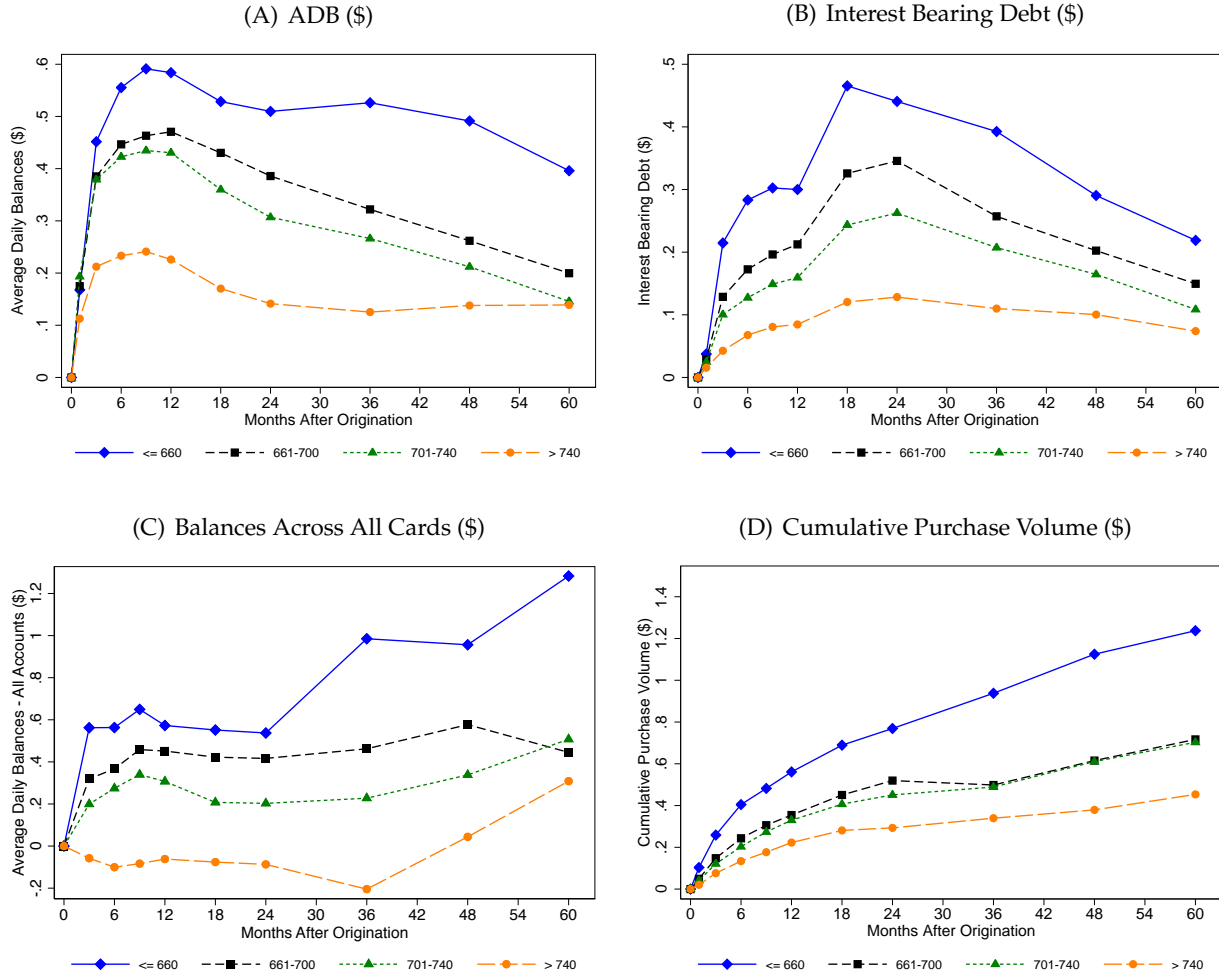 (A) ADB ($)
Average Daily Balances ($)
.6
.5
.4
.3
.2
.1
0
0 6 12 18 24 30 36 42 48 54 60
Months After Origination
<= 660 661-700 701-740 > 740
(B) Interest Bearing Debt ($)
Interest Bearing Debt ($)
.5
.4
.3
.2
.1
0
0 6 12 18 24 30 36 42 48 54 60
Months After Origination
<= 660 661-700 701-740 > 740
(C) Balances Across All Cards ($)
Average Daily Balances - All Accounts ($)
1.2
1
.8
.6
.4
.2
0
-.2
0 6 12 18 24 30 36 42 48 54 60
Months After Origination
<= 660 661-700 701-740 > 740
(D) Cumulative Purchase Volume ($)
Cumulative Purchase Volume ($)
1.4
1.2
1
.8
.6
.4
.2
0
0 6 12 18 24 30 36 42 48 54 60
Months After Origination
<= 660 661-700 701-740 > 740